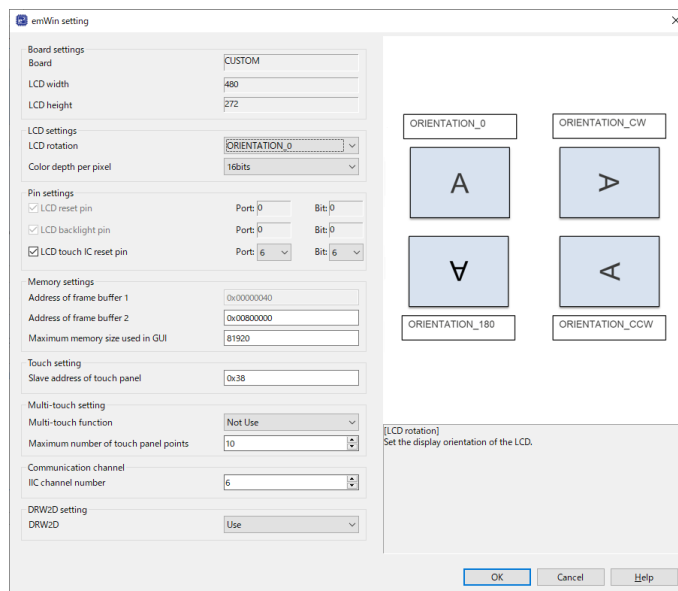 emWin setting
Board settings
Board CUSTOM
LCD width 480
LCD height 272
LCD settings
LCD rotation ORIENTATION_0
Color depth per pixel 16bits
Pin settings
LCD reset pin Port: 0 Bit: 0
LCD backlight pin Port: 0 Bit: 0
LCD touch IC reset pin Port: 6 Bit: 6
Memory settings
Address of frame buffer 1 0x00000040
Address of frame buffer 2 0x00800000
Maximum memory size used in GUI 81920
Touch setting
Slave address of touch panel 0x38
Multi-touch setting
Multi-touch function Not Use
Maximum number of touch panel points 10
Communication channel
IIC channel number 6
DRW2D setting
DRW2D Use
ORIENTATION_0 ORIENTATION_CW
A A
A A
ORIENTATION_180 ORIENTATION_CCW
[LCD rotation]
Set the display orientation of the LCD.
OK Cancel Help